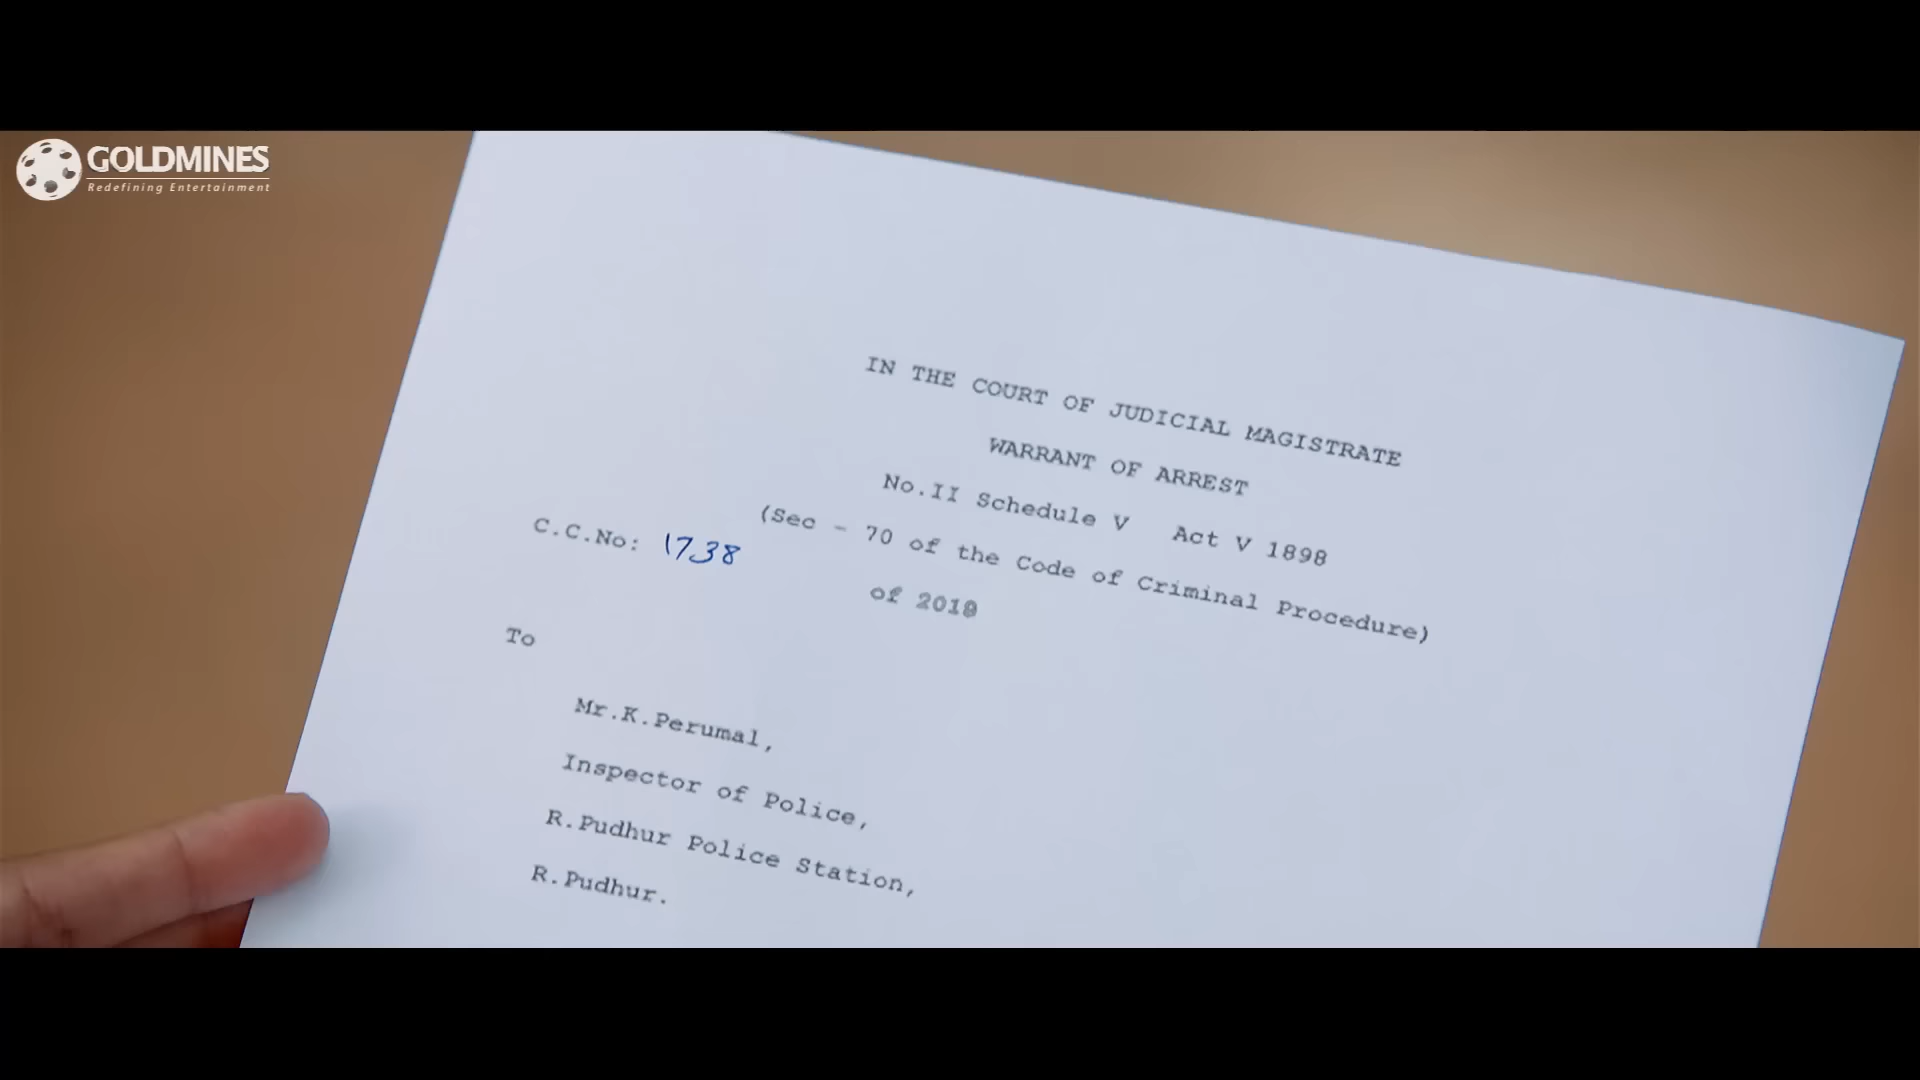 GOLDMINES
Redefining Entertainment
IN THE COURT OF JUDICIAL MAGISTRATE
WARRANT OF ARREST
No.II Schedule V Act V 1898
(Sec - 70 of the Code of Criminal Procedure)
C.C.No: 1738
of 2019
To
Mr.K.Perumal,
Inspector of Police,
R.Pudhur Police Station,
R.Pudhur.